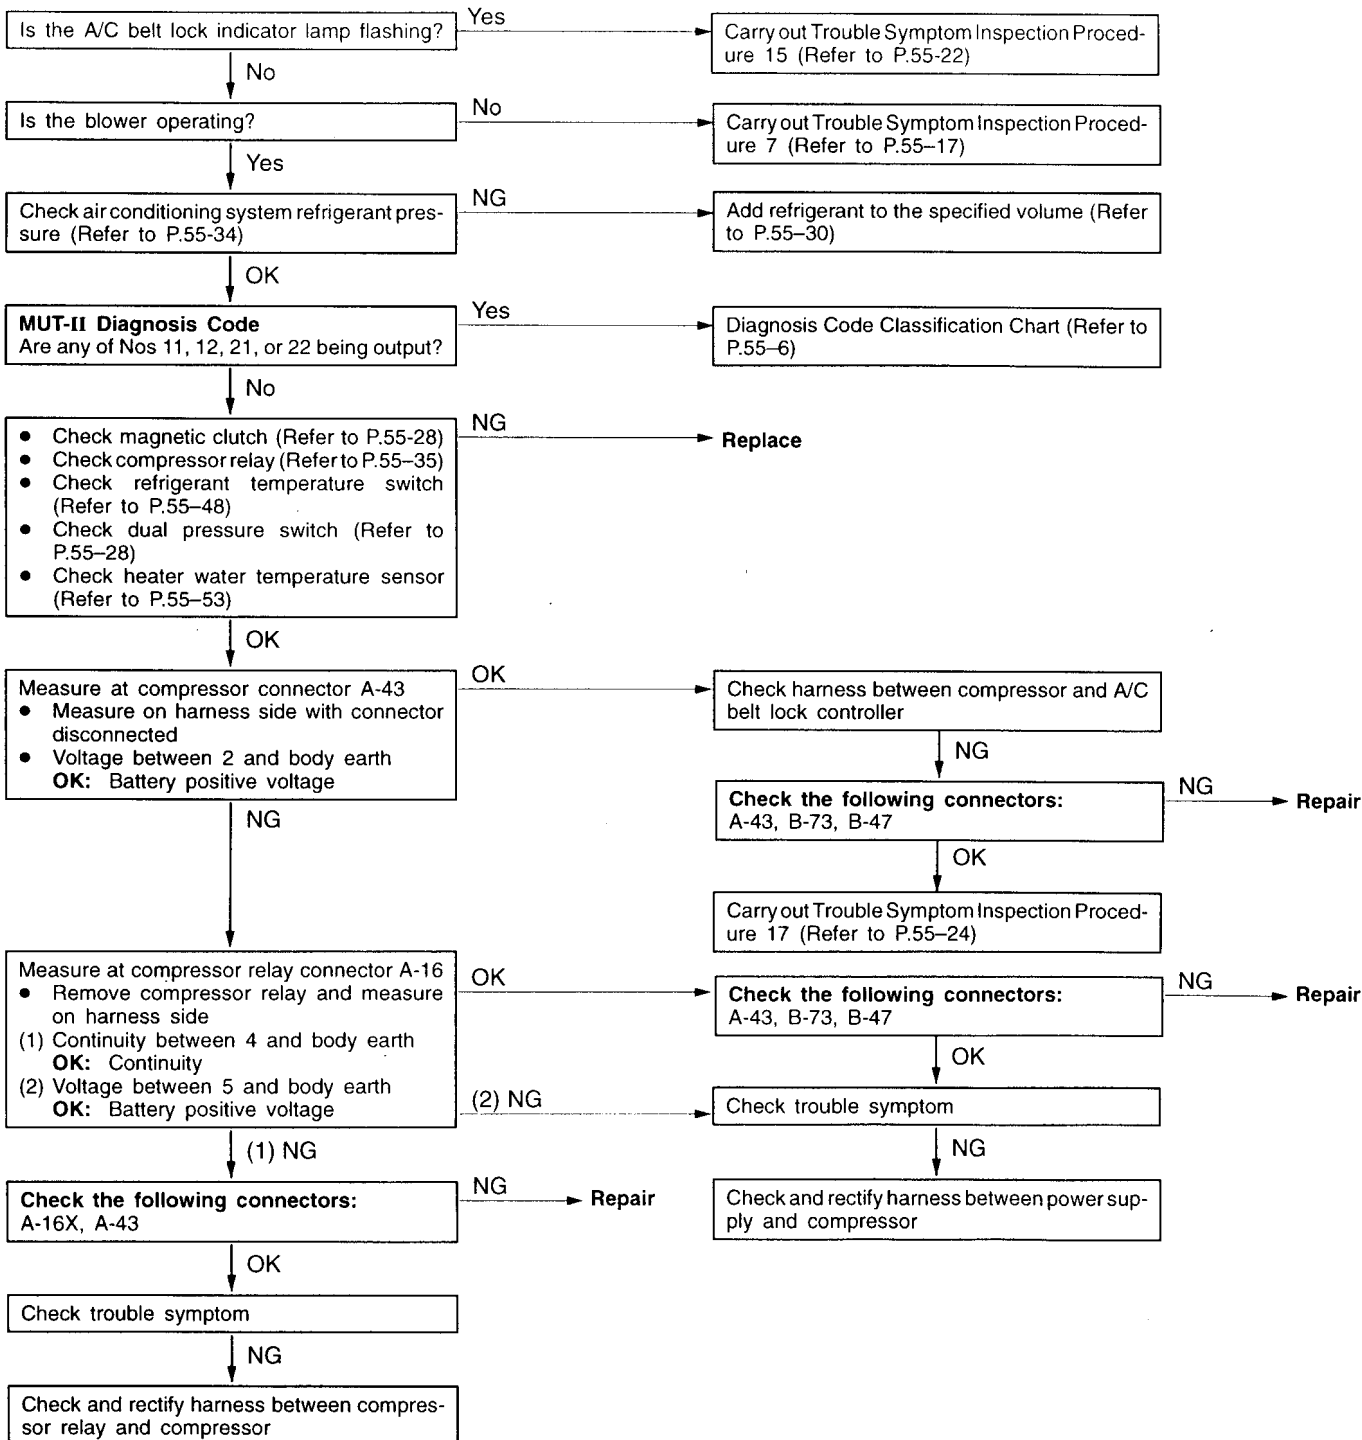 Is the A/C belt lock indicator lamp flashing?
Yes
Carry out Trouble Symptom Inspection Proced-
ure 15 (Refer to P.55-22)
No
Is the blower operating?
No
Carry out Trouble Symptom Inspection Proced-
ure 7 (Refer to P.55–17)
Yes
Check air conditioning system refrigerant pres-
sure (Refer to P.55-34)
NG
Add refrigerant to the specified volume (Refer
to P.55–30)
OK
MUT-II Diagnosis Code
Are any of Nos 11, 12, 21, or 22 being output?
Yes
Diagnosis Code Classification Chart (Refer to
P.55–6)
No
● Check magnetic clutch (Refer to P.55-28)
● Check compressor relay (Refer to P.55–35)
● Check refrigerant temperature switch
(Refer to P.55–48)
● Check dual pressure switch (Refer to
P.55–28)
● Check heater water temperature sensor
(Refer to P.55–53)
NG
Replace
OK
Measure at compressor connector A-43
● Measure on harness side with connector
disconnected
● Voltage between 2 and body earth
OK: Battery positive voltage
OK
Check harness between compressor and A/C
belt lock controller
NG
Check the following connectors:
A-43, B-73, B-47
NG
Repair
OK
Carry out Trouble Symptom Inspection Proced-
ure 17 (Refer to P.55–24)
NG
Measure at compressor relay connector A-16
● Remove compressor relay and measure
on harness side
(1) Continuity between 4 and body earth
OK: Continuity
(2) Voltage between 5 and body earth
OK: Battery positive voltage
OK
Check the following connectors:
A-43, B-73, B-47
NG
Repair
OK
(2) NG
Check trouble symptom
NG
Check and rectify harness between power sup-
ply and compressor
(1) NG
Check the following connectors:
A-16X, A-43
NG
Repair
OK
Check trouble symptom
NG
Check and rectify harness between compres-
sor relay and compressor